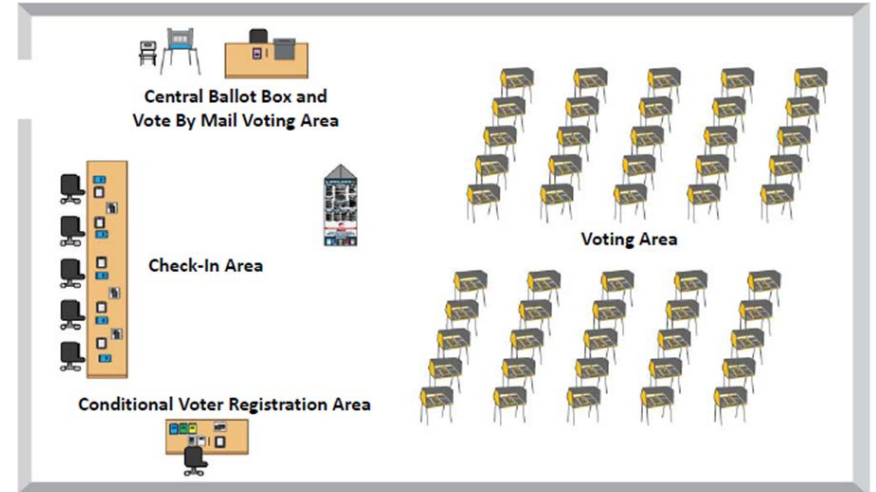 Central Ballot Box and
Vote By Mail Voting Area
Check-In Area
Voting Area
Conditional Voter Registration Area